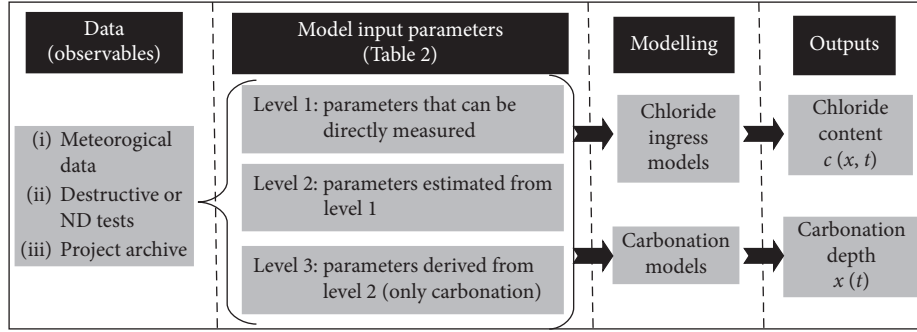 Data
(observables)
Model input parameters
(Table 2)
Modelling
Outputs
(i) Meteorogical
data
(ii) Destructive or
ND tests
(iii) Project archive
Level 1: parameters that can be
directly measured
Level 2: parameters estimated from
level 1
Level 3: parameters derived from
level 2 (only carbonation)
Chloride
ingress
models
Carbonation
models
Chloride
content
c (x, t)
Carbonation
depth
x (t)